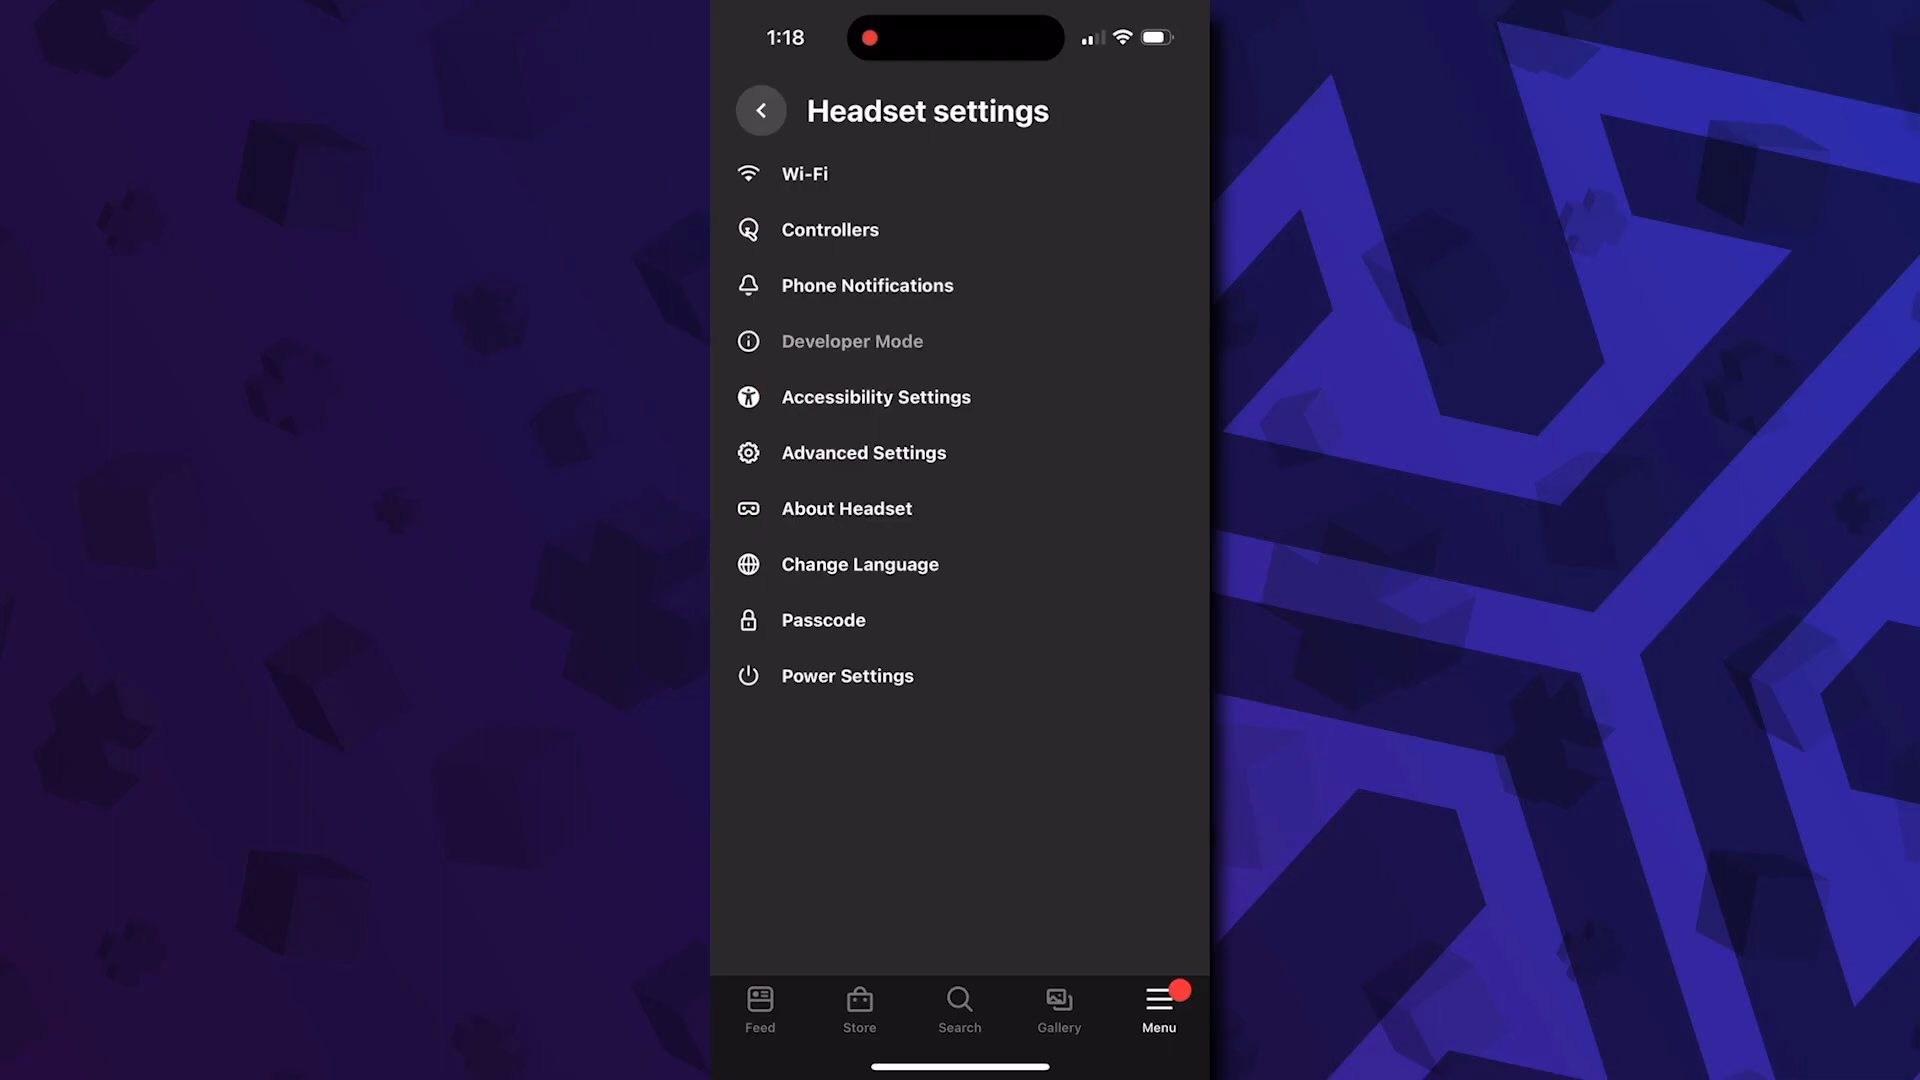 1:18
Headset settings
Wi-Fi
Controllers
Phone Notifications
Developer Mode
Accessibility Settings
Advanced Settings
About Headset
Change Language
Passcode
Power Settings
Feed
Store
Search
Gallery
Menu